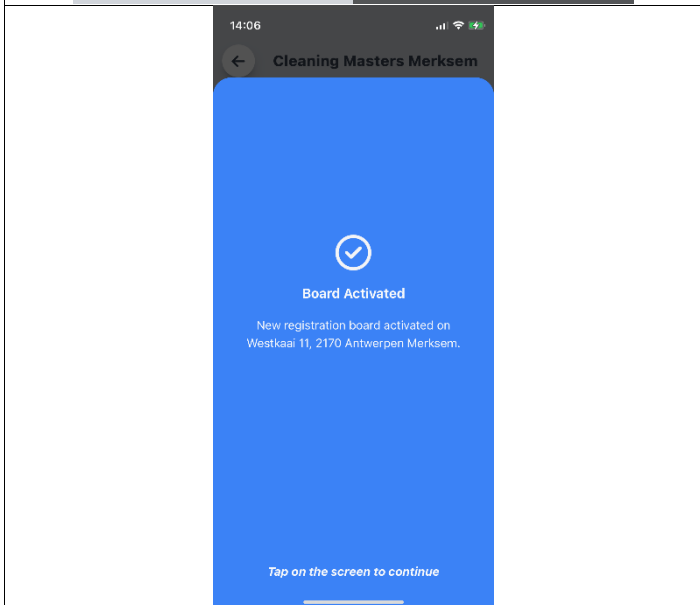 14:06
Cleaning Masters Merksem
Board Activated
New registration board activated on
Westkaai 11, 2170 Antwerpen Merksem.
Tap on the screen to continue